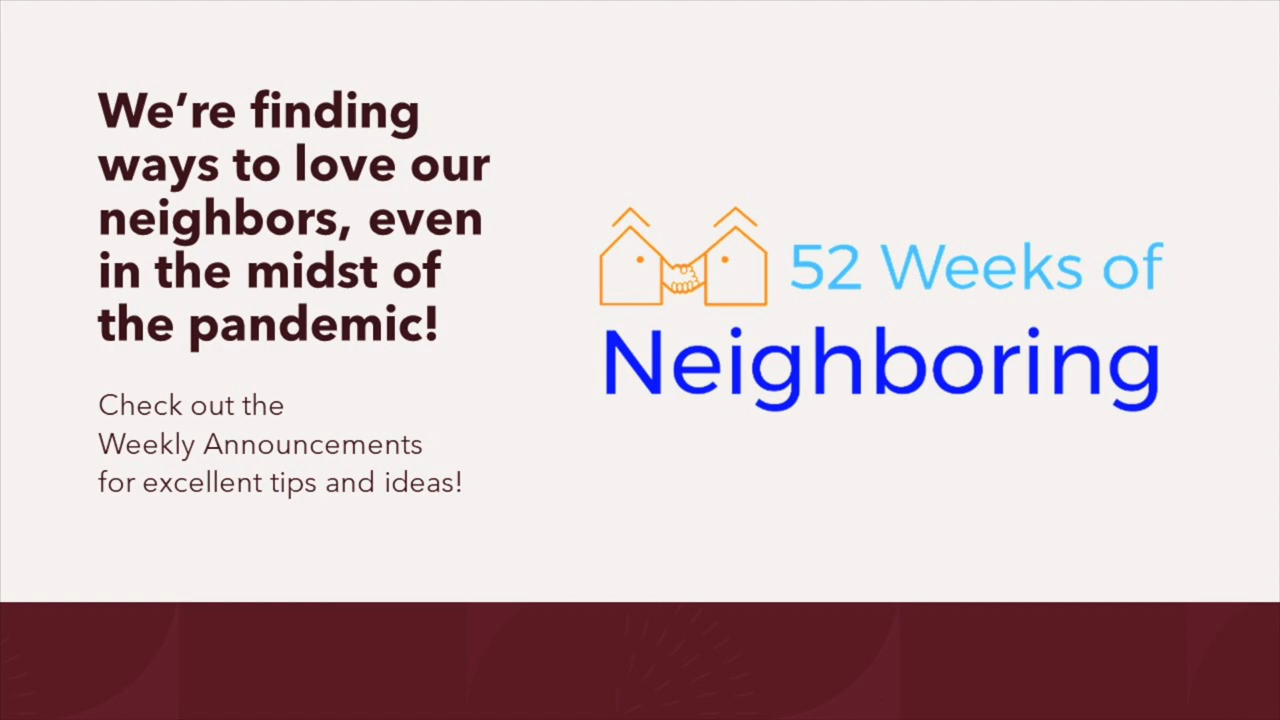 We're finding
ways to love our
neighbors, even
in the midst of
the pandemic!
Check out the
Weekly Announcements
for excellent tips and ideas!
52 Weeks of
Neighboring